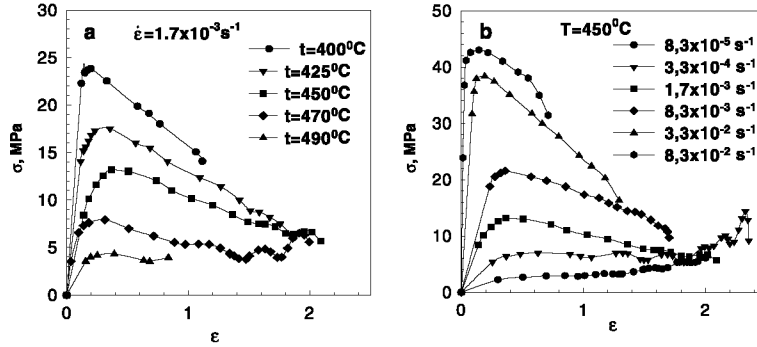 a
ε̇=1.7x10⁻³s⁻¹
t=400⁰C
t=425⁰C
t=450⁰C
t=470⁰C
t=490⁰C
30
25
20
15
10
5
0
σ, MPa
0
1
2
ε
b
T=450⁰C
8,3x10⁻⁵ s⁻¹
3,3x10⁻⁴ s⁻¹
1,7x10⁻³ s⁻¹
8,3x10⁻³ s⁻¹
3,3x10⁻² s⁻¹
8,3x10⁻² s⁻¹
50
40
30
20
10
0
σ, MPa
0
1
2
ε